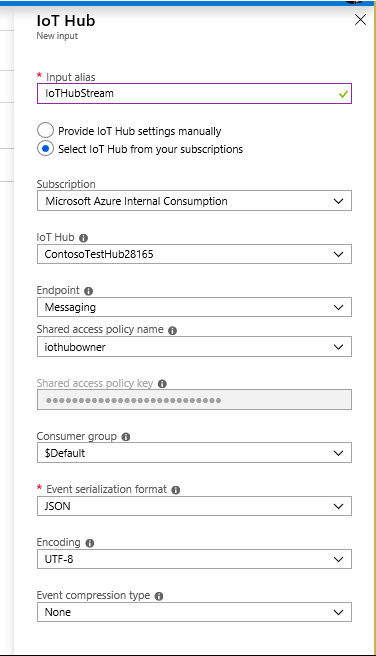 IoT Hub
New input
* Input alias
IoTHubStream
Provide IoT Hub settings manually
Select IoT Hub from your subscriptions
Subscription
Microsoft Azure Internal Consumption
IoT Hub
ContosoTestHub28165
Endpoint
Messaging
Shared access policy name
iothubowner
Shared access policy key
Consumer group
$Default
* Event serialization format
JSON
Encoding
UTF-8
Event compression type
None